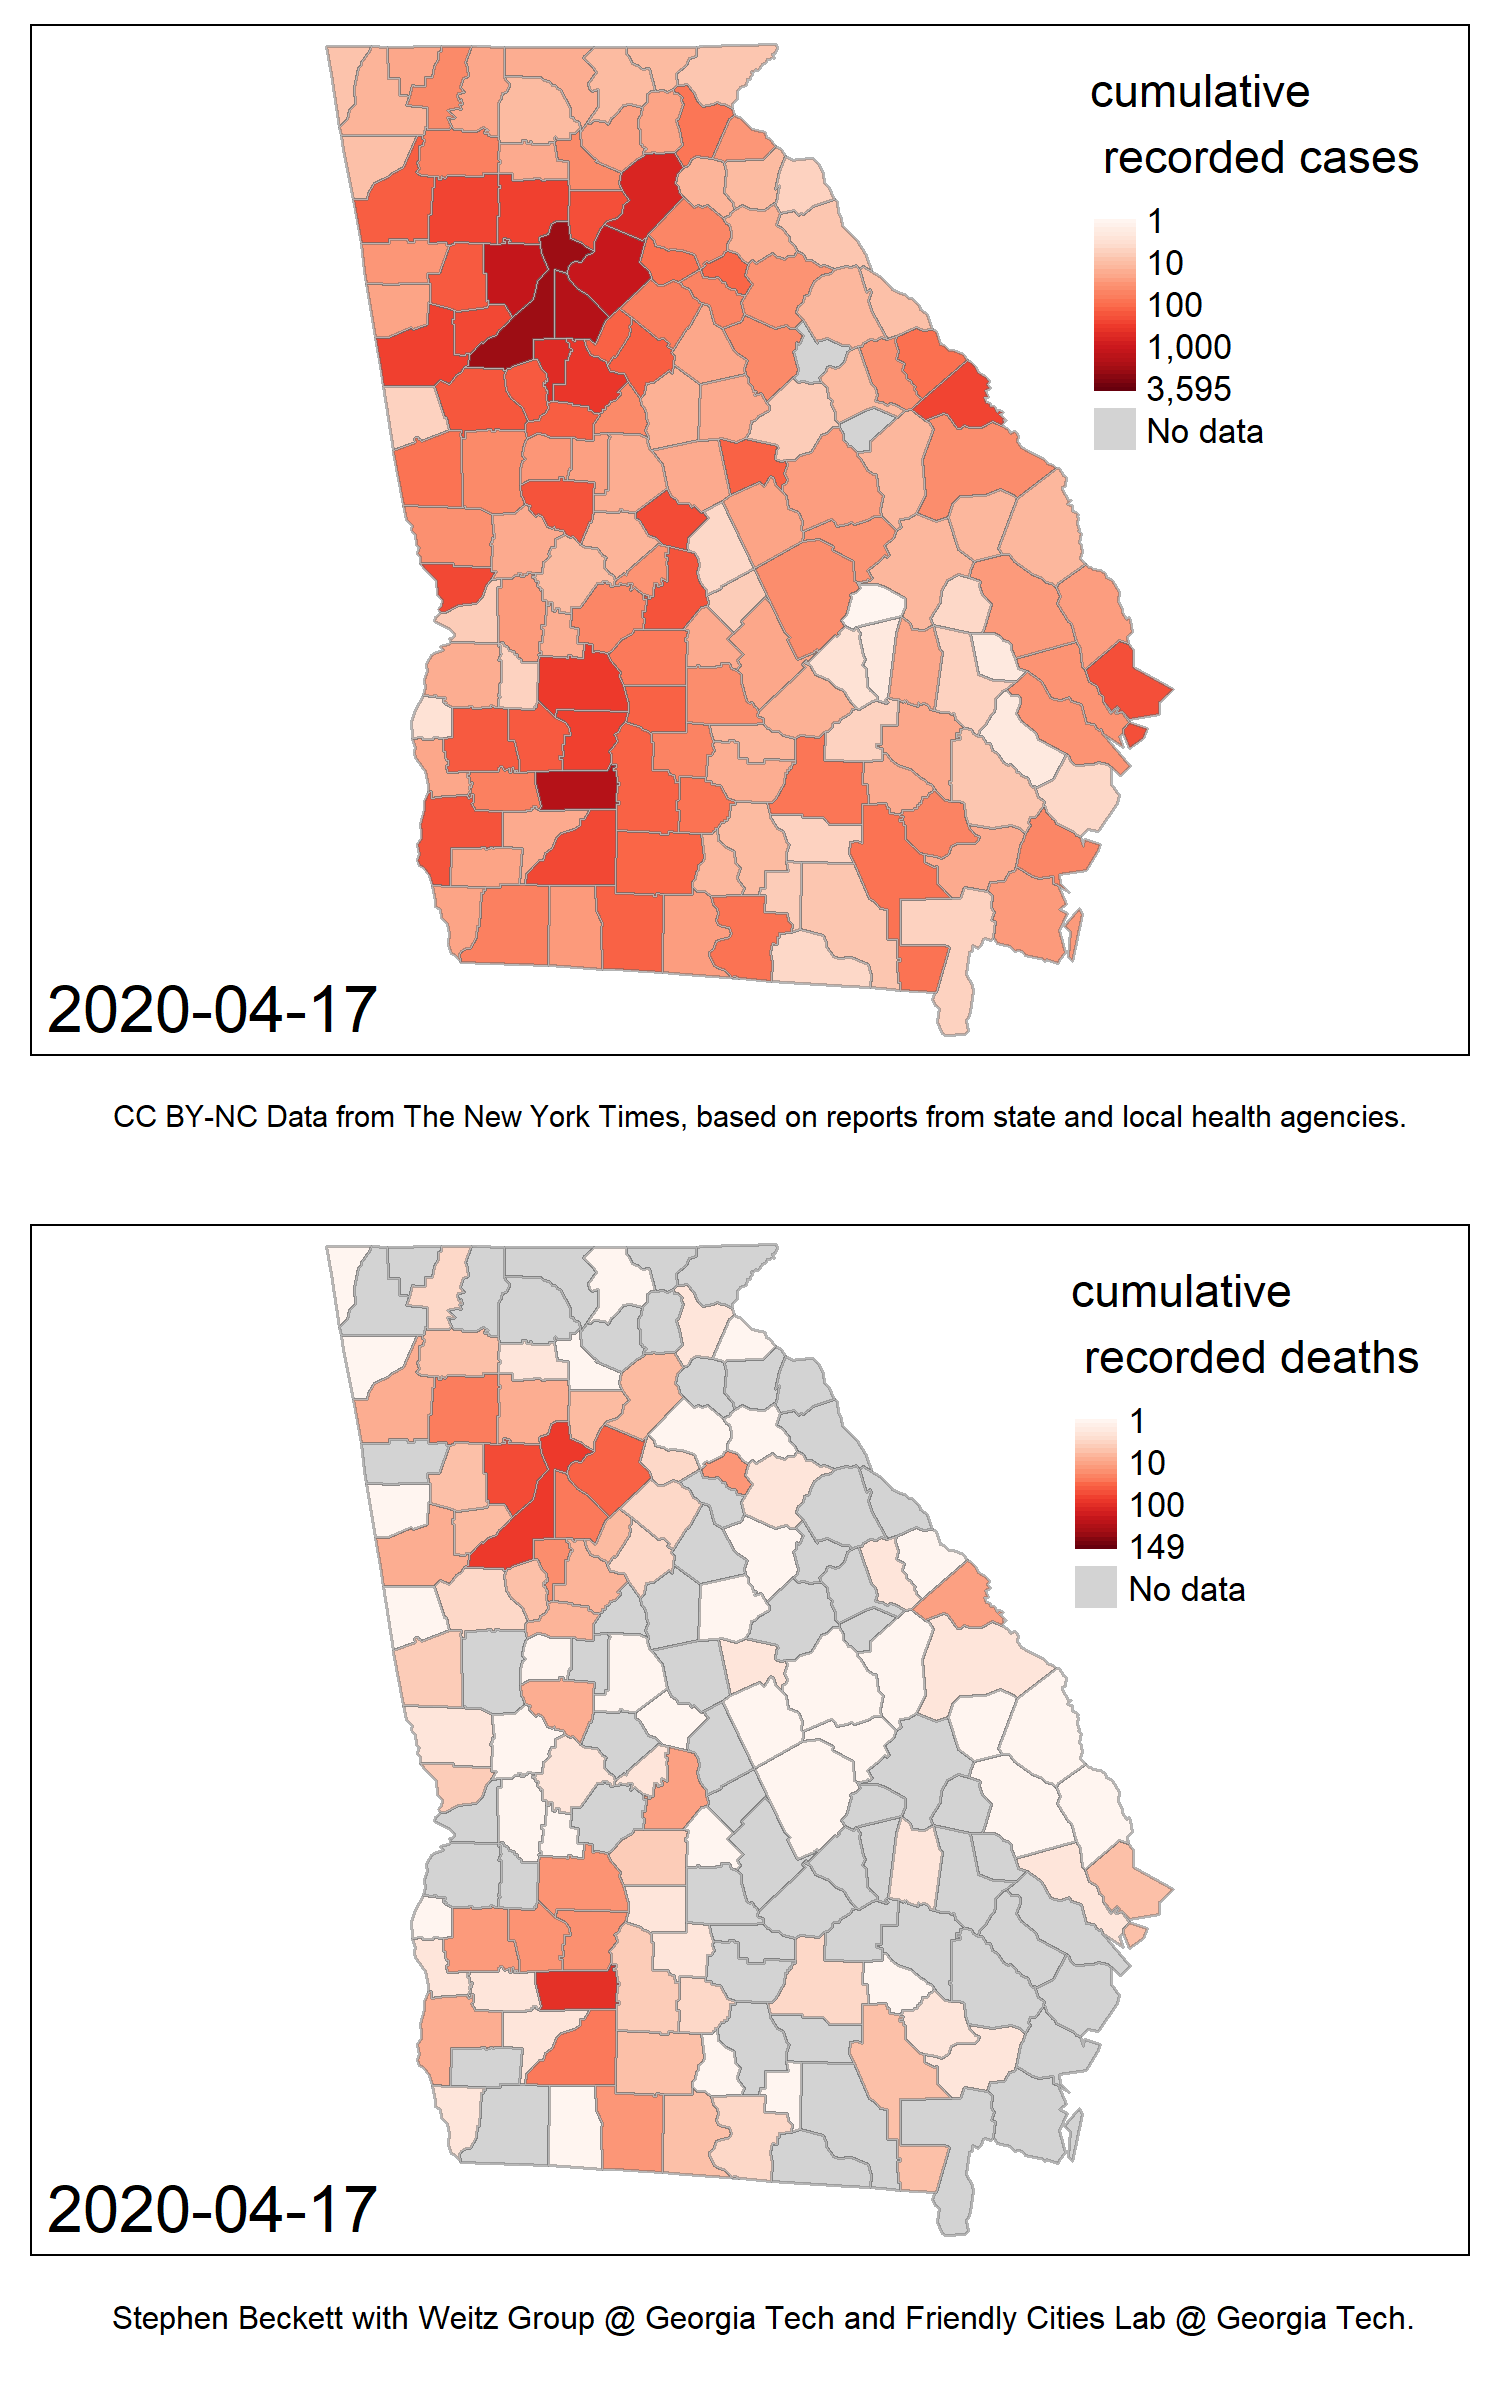 cumulative
recorded cases
1
10
100
1,000
3,595
No data
2020-04-17
CC BY-NC Data from The New York Times, based on reports from state and local health agencies.
cumulative
recorded deaths
1
10
100
149
No data
2020-04-17
Stephen Beckett with Weitz Group @ Georgia Tech and Friendly Cities Lab @ Georgia Tech.